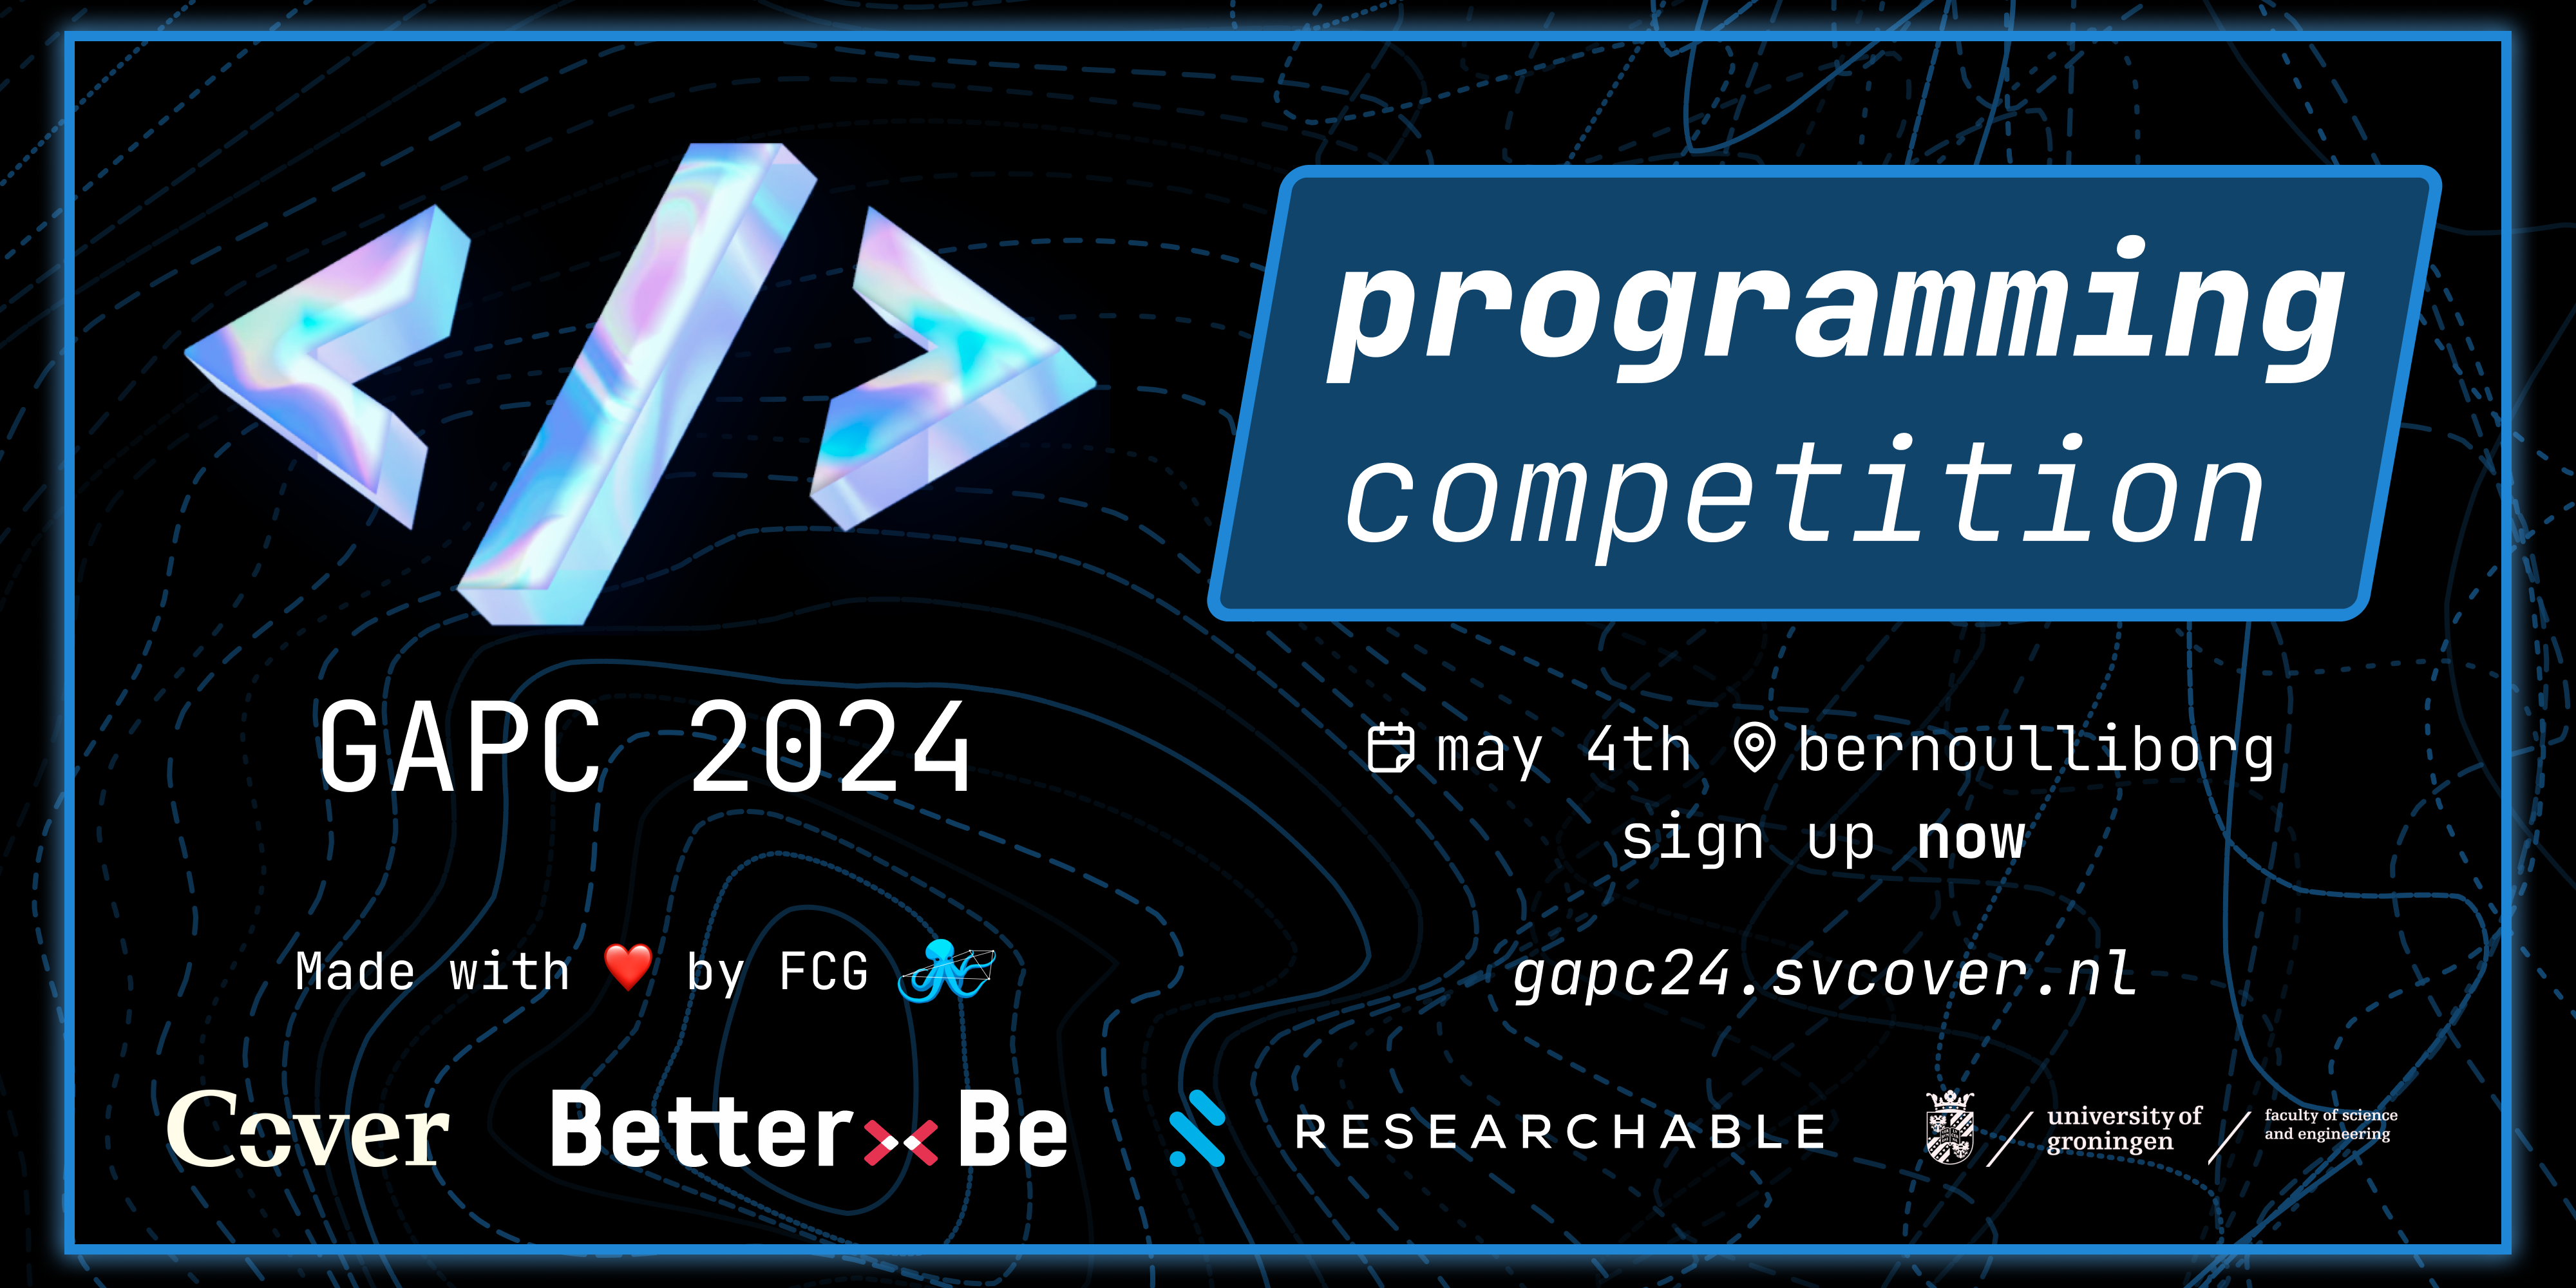 </>
programming
competition
GAPC 2024
may 4th bernoulliborg
sign up now
Made with ❤️ by FCG
gapc24.svcover.nl
Cover
Better Be
RESEARCHABLE
university of
groningen
faculty of science
and engineering